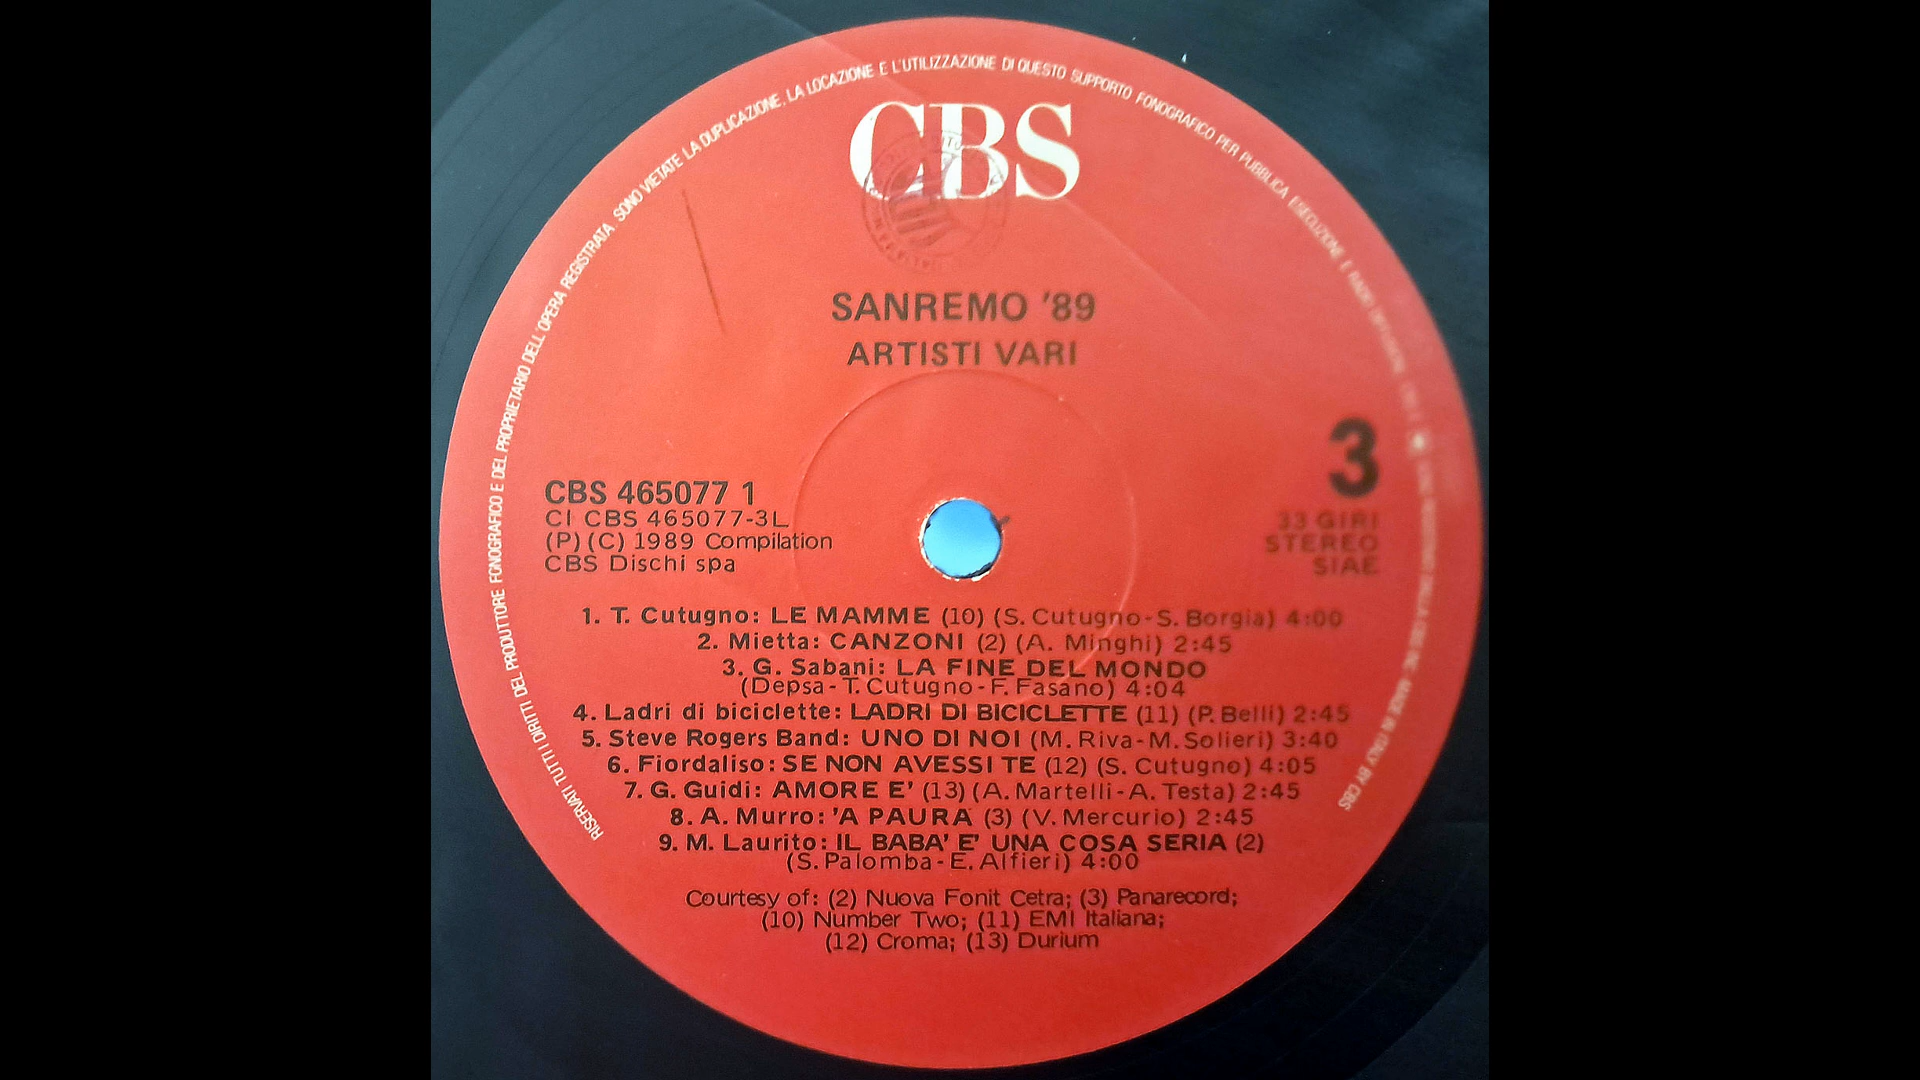 RISERVATI TUTTI I DIRITTI DEL PRODUTTORE FONOGRAFICO E DEL PROPRIETARIO DELL'OPERA REGISTRATA. SONO VIETATE LA DUPLICAZIONE, LA LOCAZIONE E L'UTILIZZAZIONE DI QUESTO SUPPORTO FONOGRAFICO PER PUBBLICA ESECUZIONE E RADIO
MADE IN ITALY BY CBS
CBS
SANREMO '89
ARTISTI VARI
3
CBS 465077 1
CI CBS 465077-3L
(P) (C) 1989 Compilation
CBS Dischi spa
33 GIRI
STEREO
SIAE
1. T. Cutugno: LE MAMME (10) (S. Cutugno-S. Borgia) 4:00
2. Mietta: CANZONI (2) (A. Minghi) 2:45
3. G. Sabani: LA FINE DEL MONDO
(Depsa-T. Cutugno-F. Fasano) 4:04
4. Ladri di biciclette: LADRI DI BICICLETTE (11) (P. Belli) 2:45
5. Steve Rogers Band: UNO DI NOI (M. Riva-M. Solieri) 3:40
6. Fiordaliso: SE NON AVESSI TE (12) (S. Cutugno) 4:05
7. G. Guidi: AMORE E' (13) (A. Martelli-A. Testa) 2:45
8. A. Murro: 'A PAURA (3) (V. Mercurio) 2:45
9. M. Laurito: IL BABA' E' UNA COSA SERIA (2)
(S. Palomba-E. Alfieri) 4:00
Courtesy of: (2) Nuova Fonit Cetra; (3) Panarecord;
(10) Number Two; (11) EMI Italiana;
(12) Croma; (13) Durium